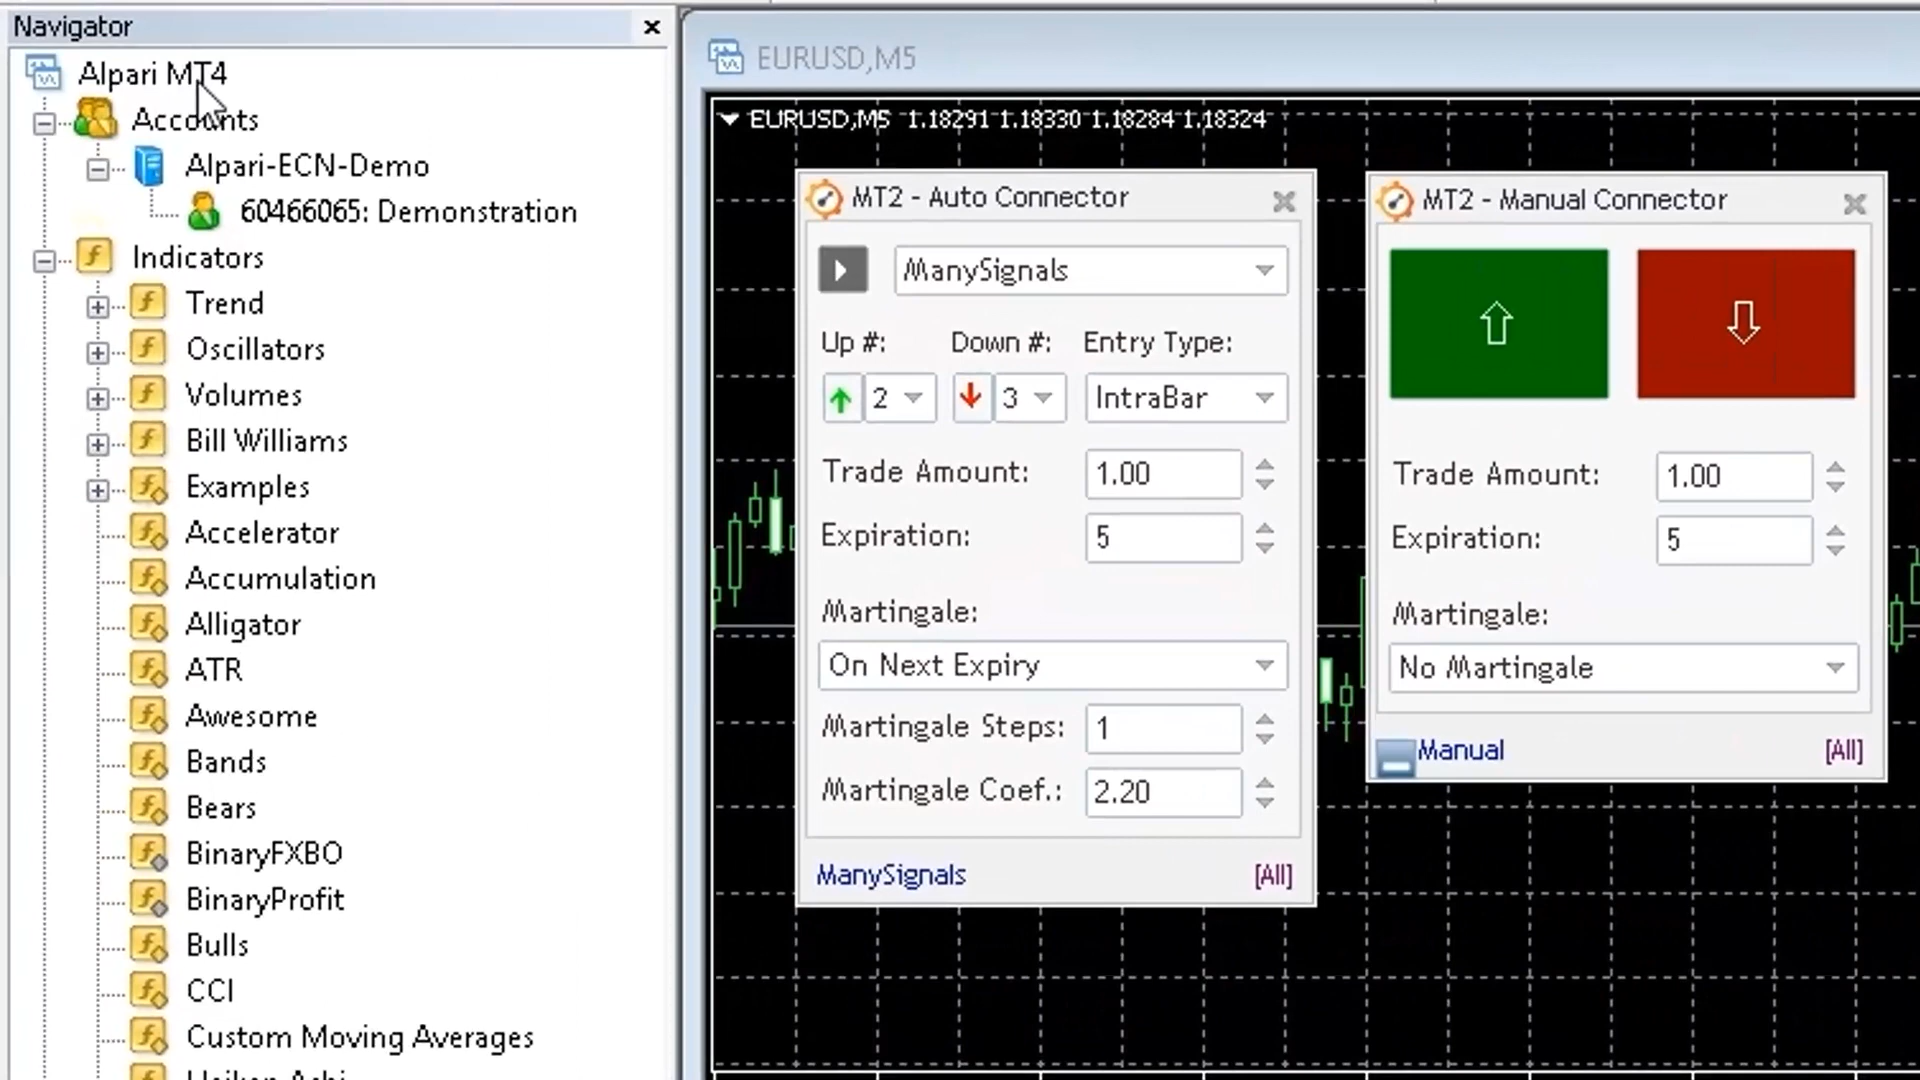 Navigator
Alpari MT4
Accounts
Alpari-ECN-Demo
60466065: Demonstration
Indicators
Trend
Oscillators
Volumes
Bill Williams
Examples
Accelerator
Accumulation
Alligator
ATR
Awesome
Bands
Bears
BinaryFXBO
BinaryProfit
Bulls
CCI
Custom Moving Averages
EURUSD,M5
EURUSD,M5 1.18291 1.18330 1.18284 1.18324
MT2 - Auto Connector
ManySignals
Up #: Down #: Entry Type:
2 3 IntraBar
Trade Amount: 1.00
Expiration: 5
Martingale:
On Next Expiry
Martingale Steps: 1
Martingale Coef.: 2.20
ManySignals [All]
MT2 - Manual Connector
Trade Amount: 1.00
Expiration: 5
Martingale:
No Martingale
Manual [All]